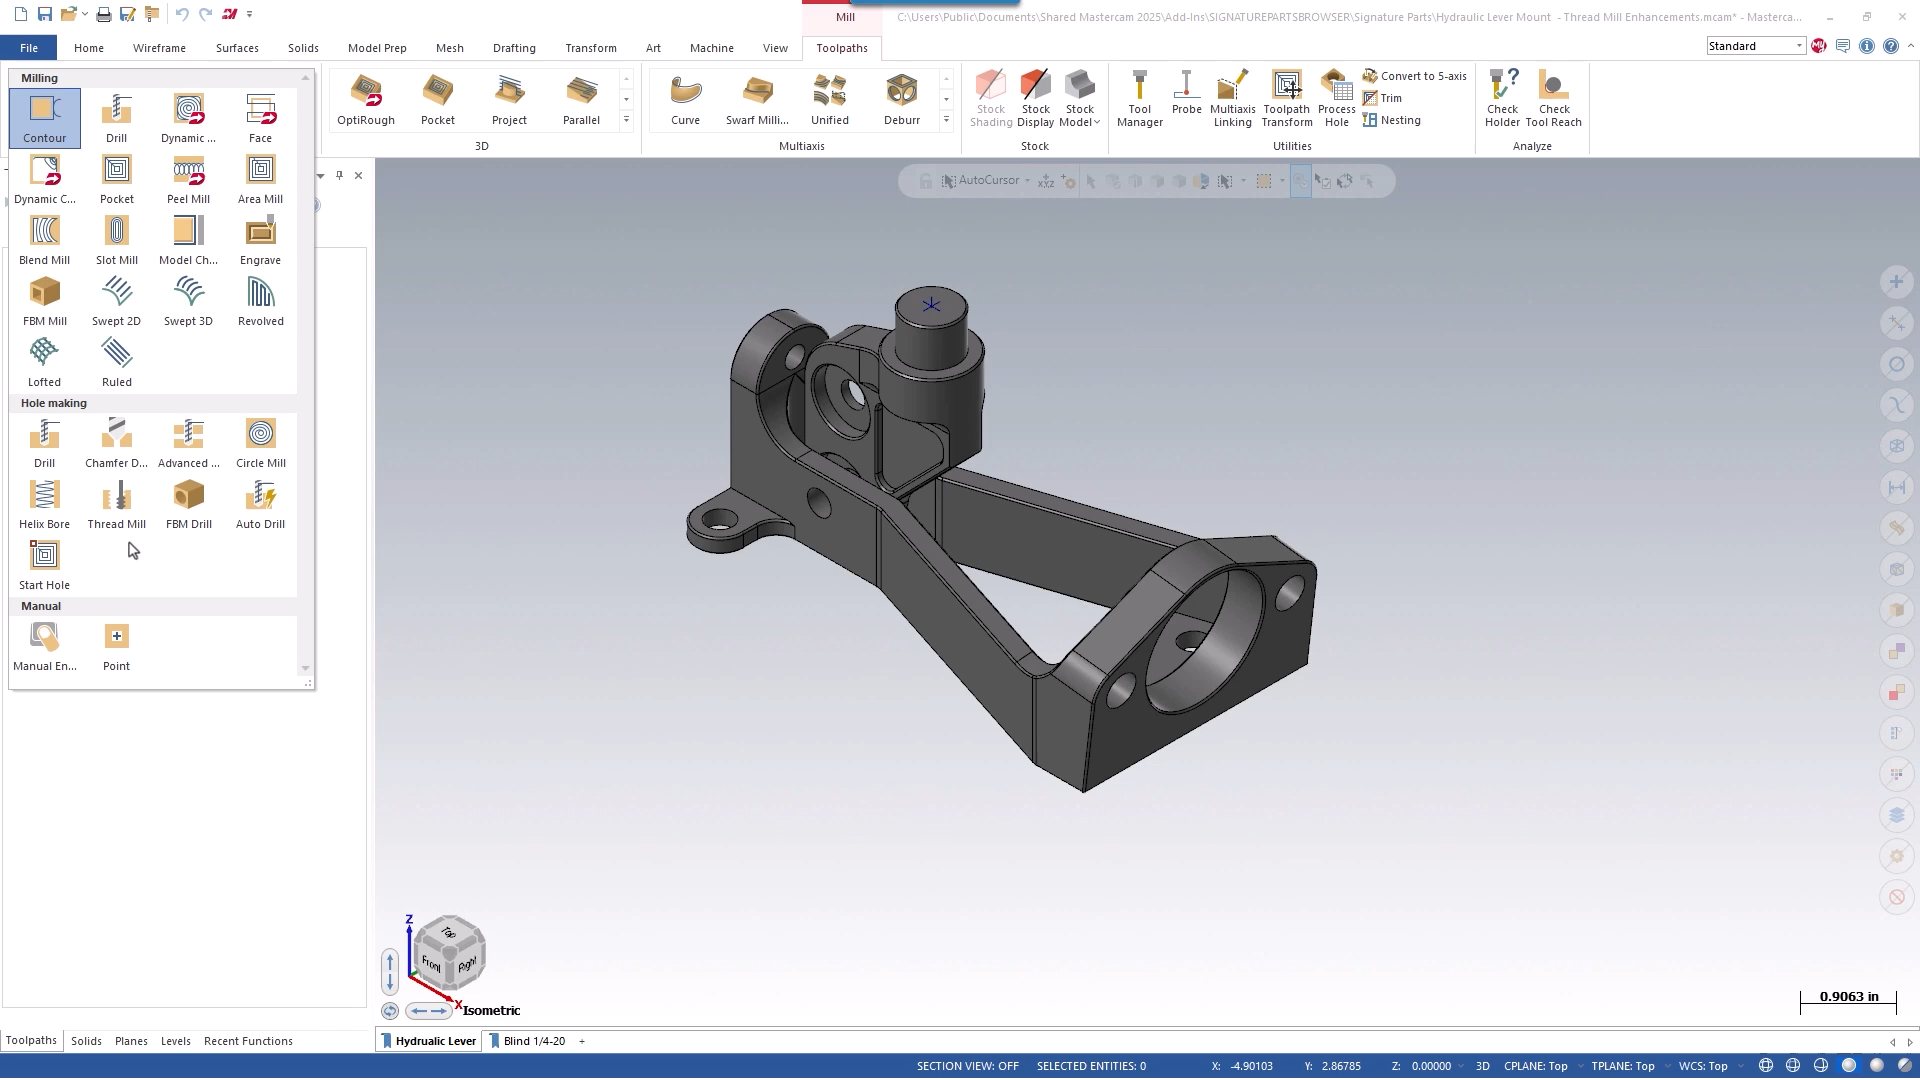 Mill
C:\Users\Public\Documents\Shared Mastercam 2025\Add-Ins\SIGNATUREPARTSBROWSER\Signature Parts\Hydraulic Lever Mount - Thread Mill Enhancements.mcam* - Masterca...
File Home Wireframe Surfaces Solids Model Prep Mesh Drafting Transform Art Machine View Toolpaths
Standard
Milling
Contour Drill Dynamic ... Face
Dynamic C... Pocket Peel Mill Area Mill
Blend Mill Slot Mill Model Ch... Engrave
FBM Mill Swept 2D Swept 3D Revolved
Lofted Ruled
Hole making
Drill Chamfer D... Advanced ... Circle Mill
Helix Bore Thread Mill FBM Drill Auto Drill
Start Hole
Manual
Manual En... Point
OptiRough Pocket Project Parallel
3D
Curve Swarf Milli... Unified Deburr
Multiaxis
Stock Shading Stock Display Stock Model
Stock
Tool Manager Probe Multiaxis Linking Toolpath Transform Process Hole
Convert to 5-axis
Trim
Nesting
Utilities
Check Holder Check Tool Reach
Analyze
AutoCursor
XYZ
Z
Top
Front Right
X
Isometric
0.9063 in
Toolpaths Solids Planes Levels Recent Functions
Hydrualic Lever Blind 1/4-20 +
SECTION VIEW: OFF SELECTED ENTITIES: 0 X: -4.90103 Y: 2.86785 Z: 0.00000 3D CPLANE: Top TPLANE: Top WCS: Top